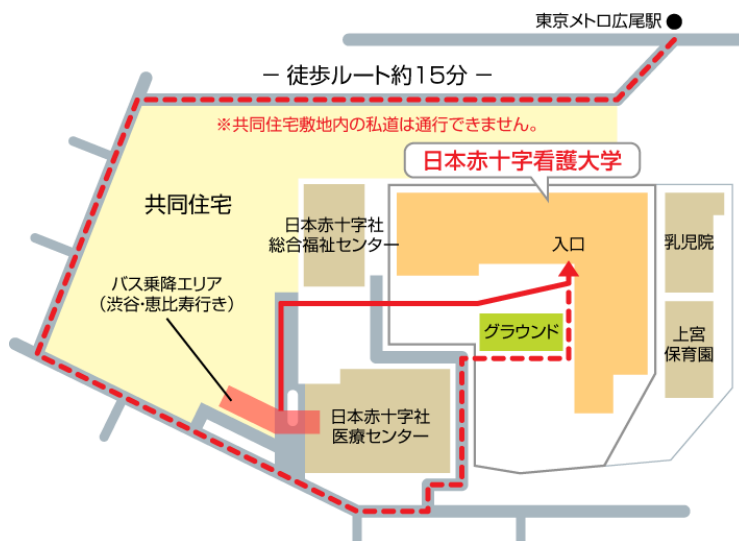 東京メトロ広尾駅
− 徒歩ルート約15分 −
※共同住宅敷地内の私道は通行できません。
日本赤十字看護大学
共同住宅
日本赤十字社
総合福祉センター
入口
乳児院
バス乗降エリア
（渋谷・恵比寿行き）
グラウンド
上宮
保育園
日本赤十字社
医療センター